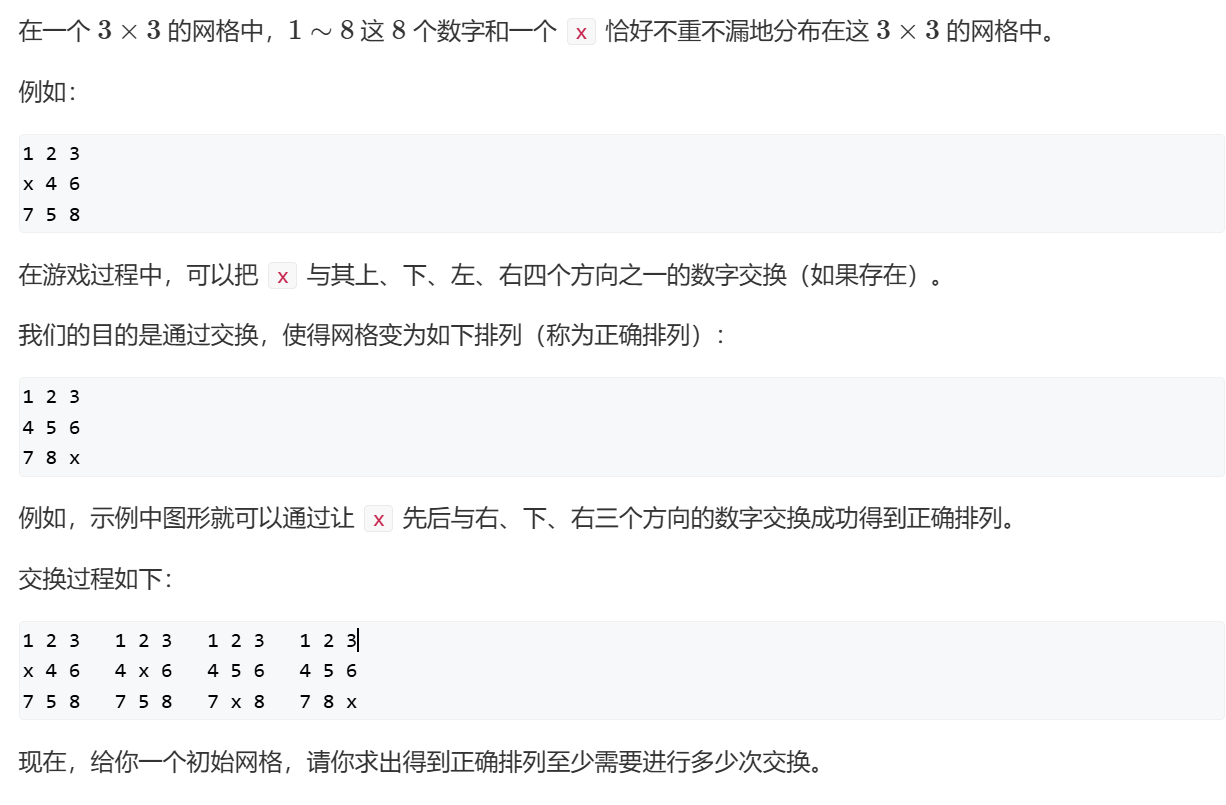 在一个 3 × 3 的网格中，1 ∼ 8 这 8 个数字和一个 x 恰好不重不漏地分布在这 3 × 3 的网格中。
例如：
1 2 3
x 4 6
7 5 8
在游戏过程中，可以把 x 与其上、下、左、右四个方向之一的数字交换（如果存在）。
我们的目的是通过交换，使得网格变为如下排列（称为正确排列）：
1 2 3
4 5 6
7 8 x
例如，示例中图形就可以通过让 x 先后与右、下、右三个方向的数字交换成功得到正确排列。
交换过程如下：
1 2 3   1 2 3   1 2 3   1 2 3
x 4 6   4 x 6   4 5 6   4 5 6
7 5 8   7 5 8   7 x 8   7 8 x
现在，给你一个初始网格，请你求出得到正确排列至少需要进行多少次交换。